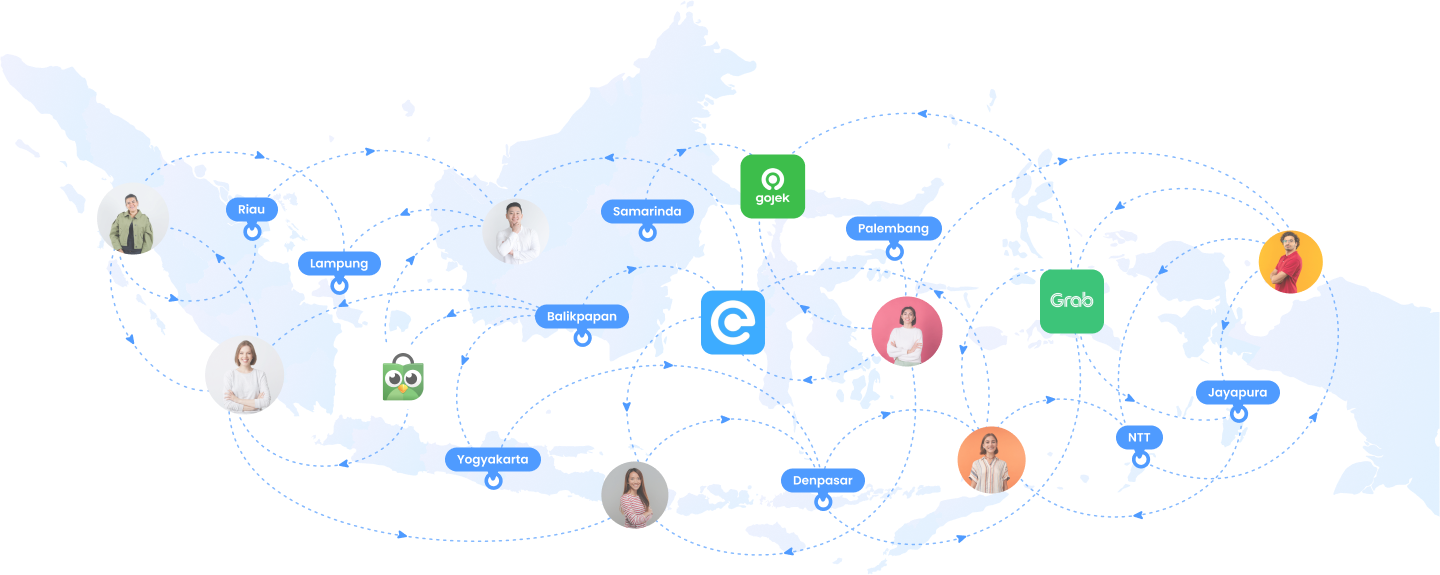 Riau
Samarinda
gojek
Palembang
Lampung
Balikpapan
Grab
Jayapura
NTT
Yogyakarta
Denpasar